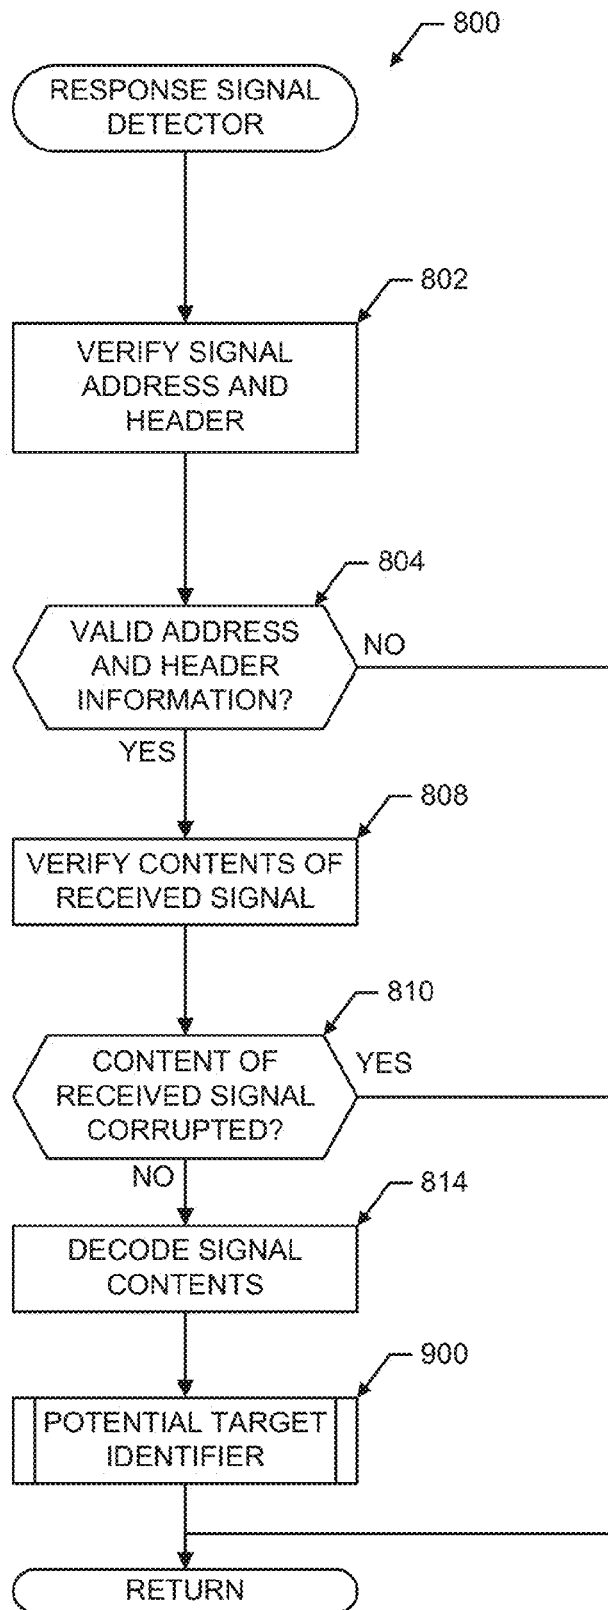 800
RESPONSE SIGNAL
DETECTOR
802
VERIFY SIGNAL
ADDRESS AND
HEADER
804
VALID ADDRESS
AND HEADER
INFORMATION?
NO
YES
808
VERIFY CONTENTS OF
RECEIVED SIGNAL
810
CONTENT OF
RECEIVED SIGNAL
CORRUPTED?
YES
NO
814
DECODE SIGNAL
CONTENTS
900
POTENTIAL TARGET
IDENTIFIER
RETURN